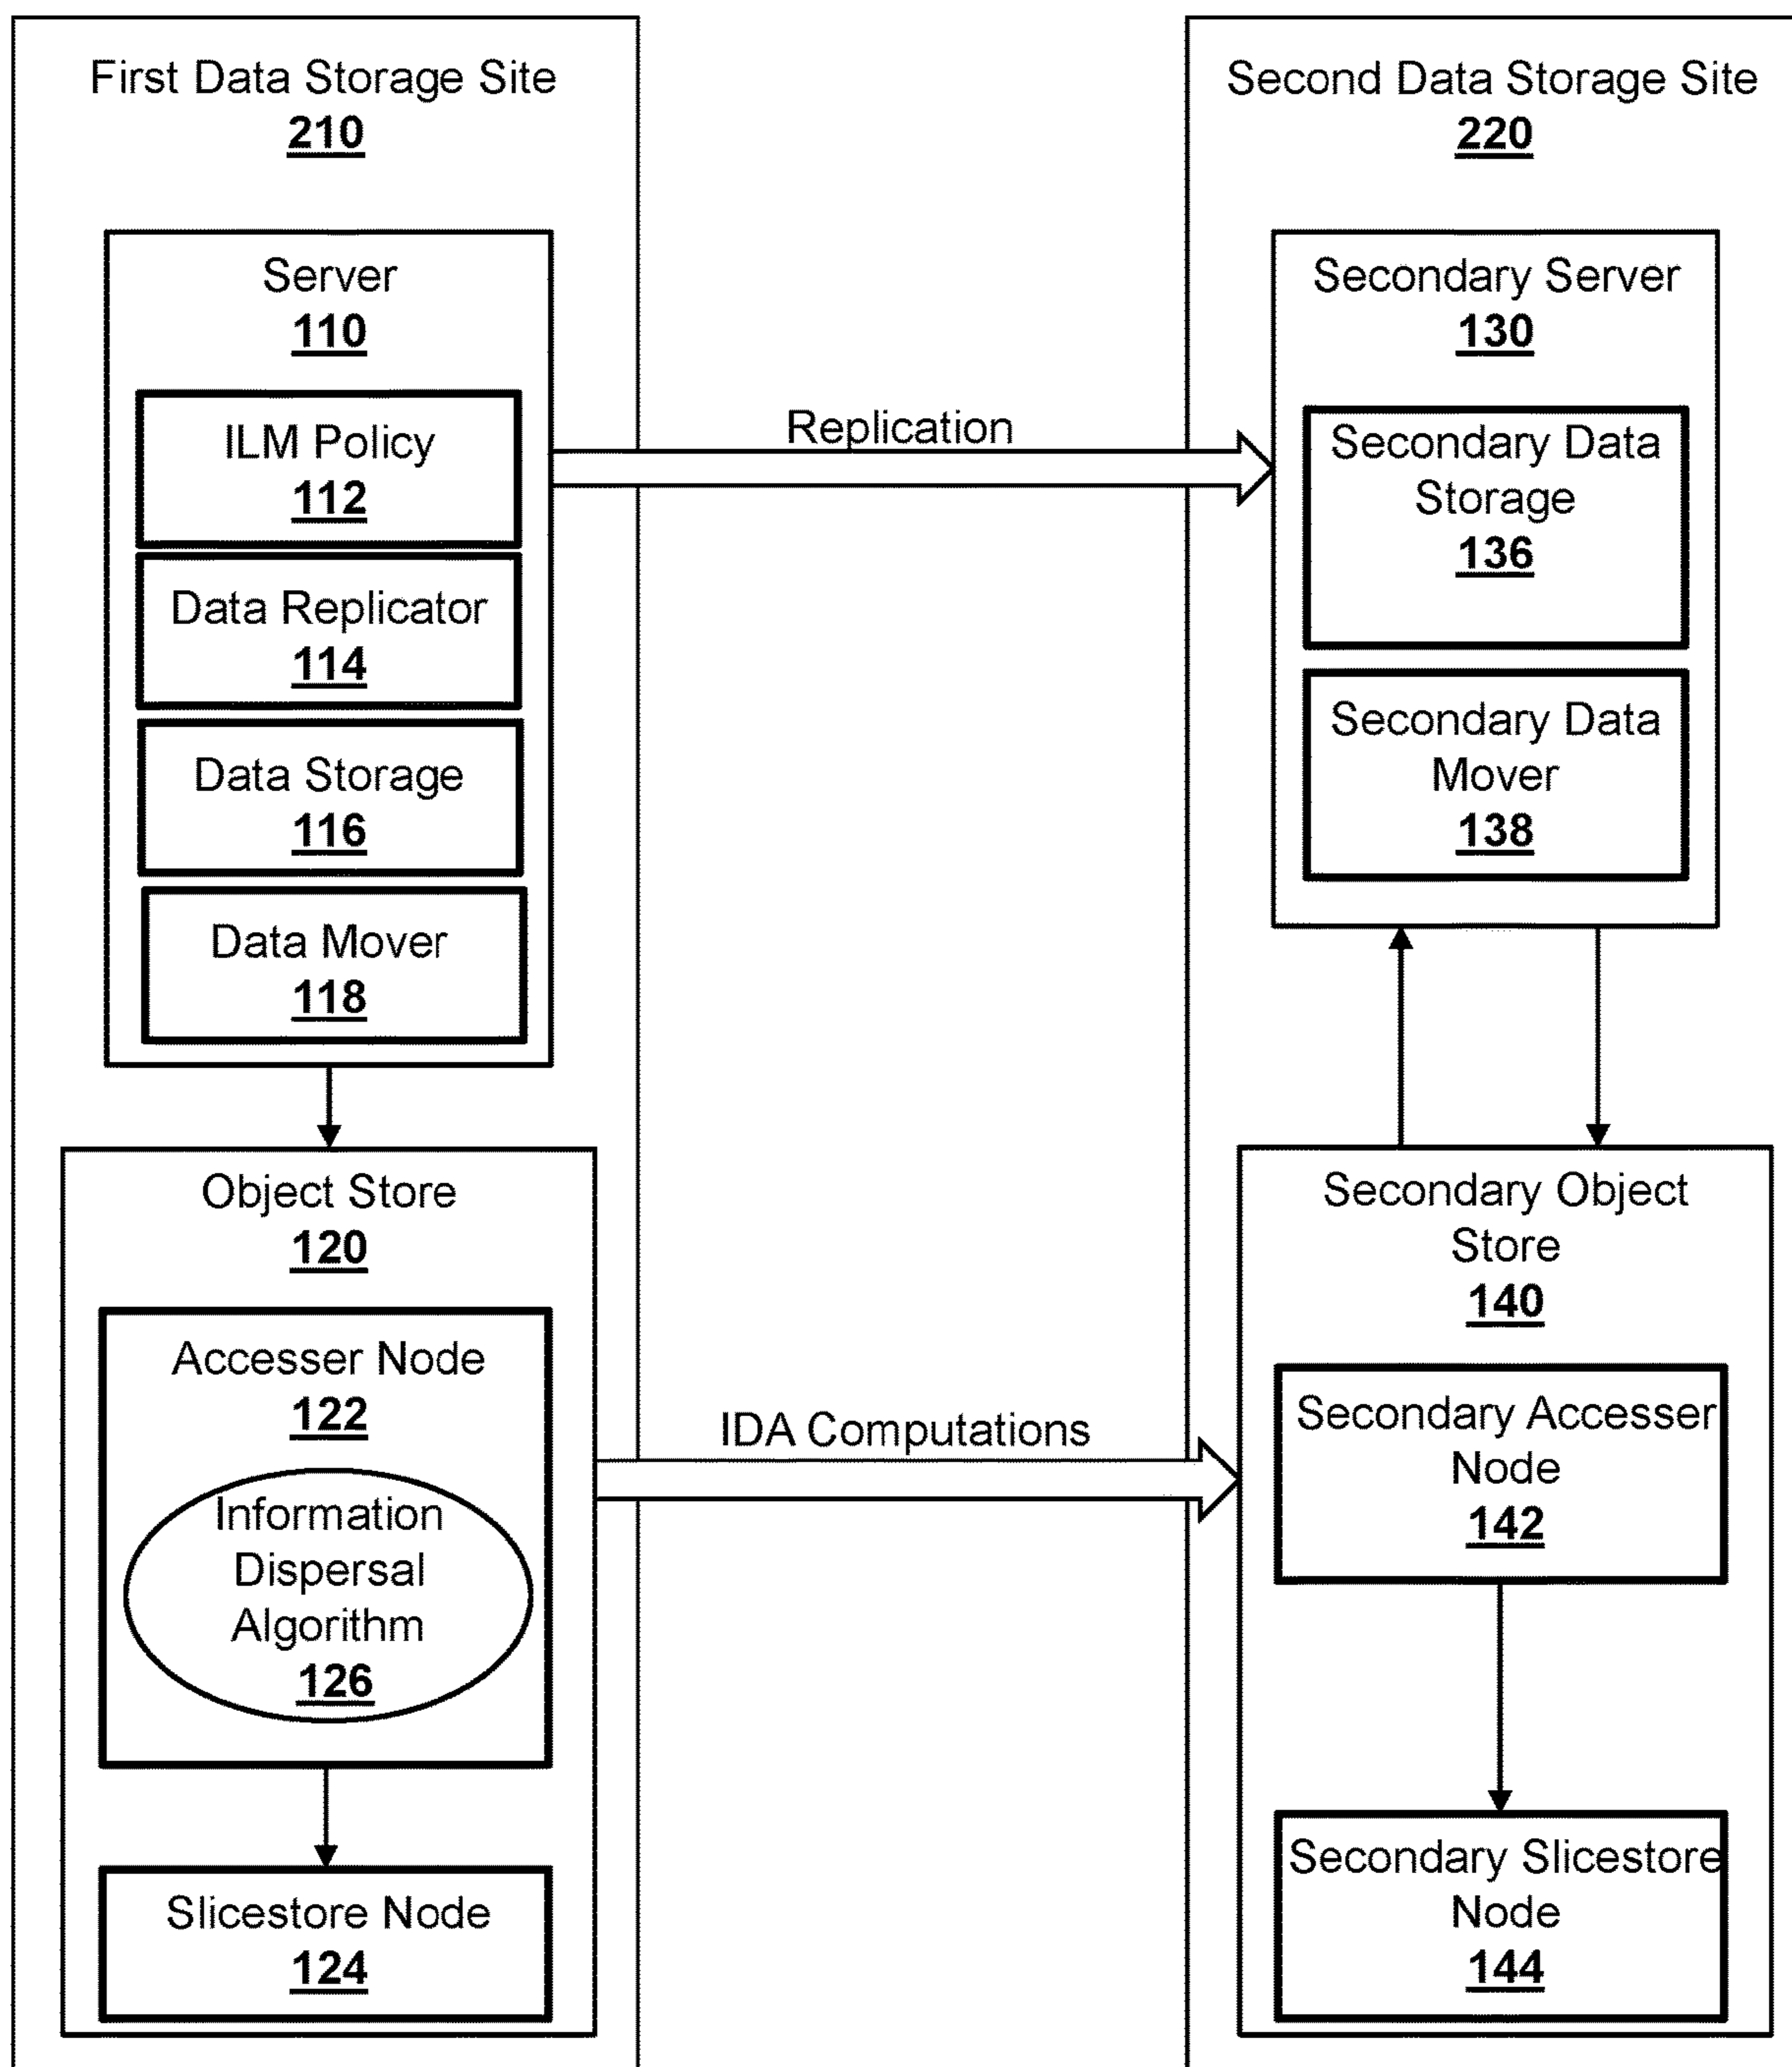 First Data Storage Site
210
Server
110
ILM Policy
112
Data Replicator
114
Data Storage
116
Data Mover
118
Object Store
120
Accesser Node
122
Information
Dispersal
Algorithm
126
Slicestore Node
124
Replication
IDA Computations
Second Data Storage Site
220
Secondary Server
130
Secondary Data
Storage
136
Secondary Data
Mover
138
Secondary Object
Store
140
Secondary Accesser
Node
142
Secondary Slicestore
Node
144